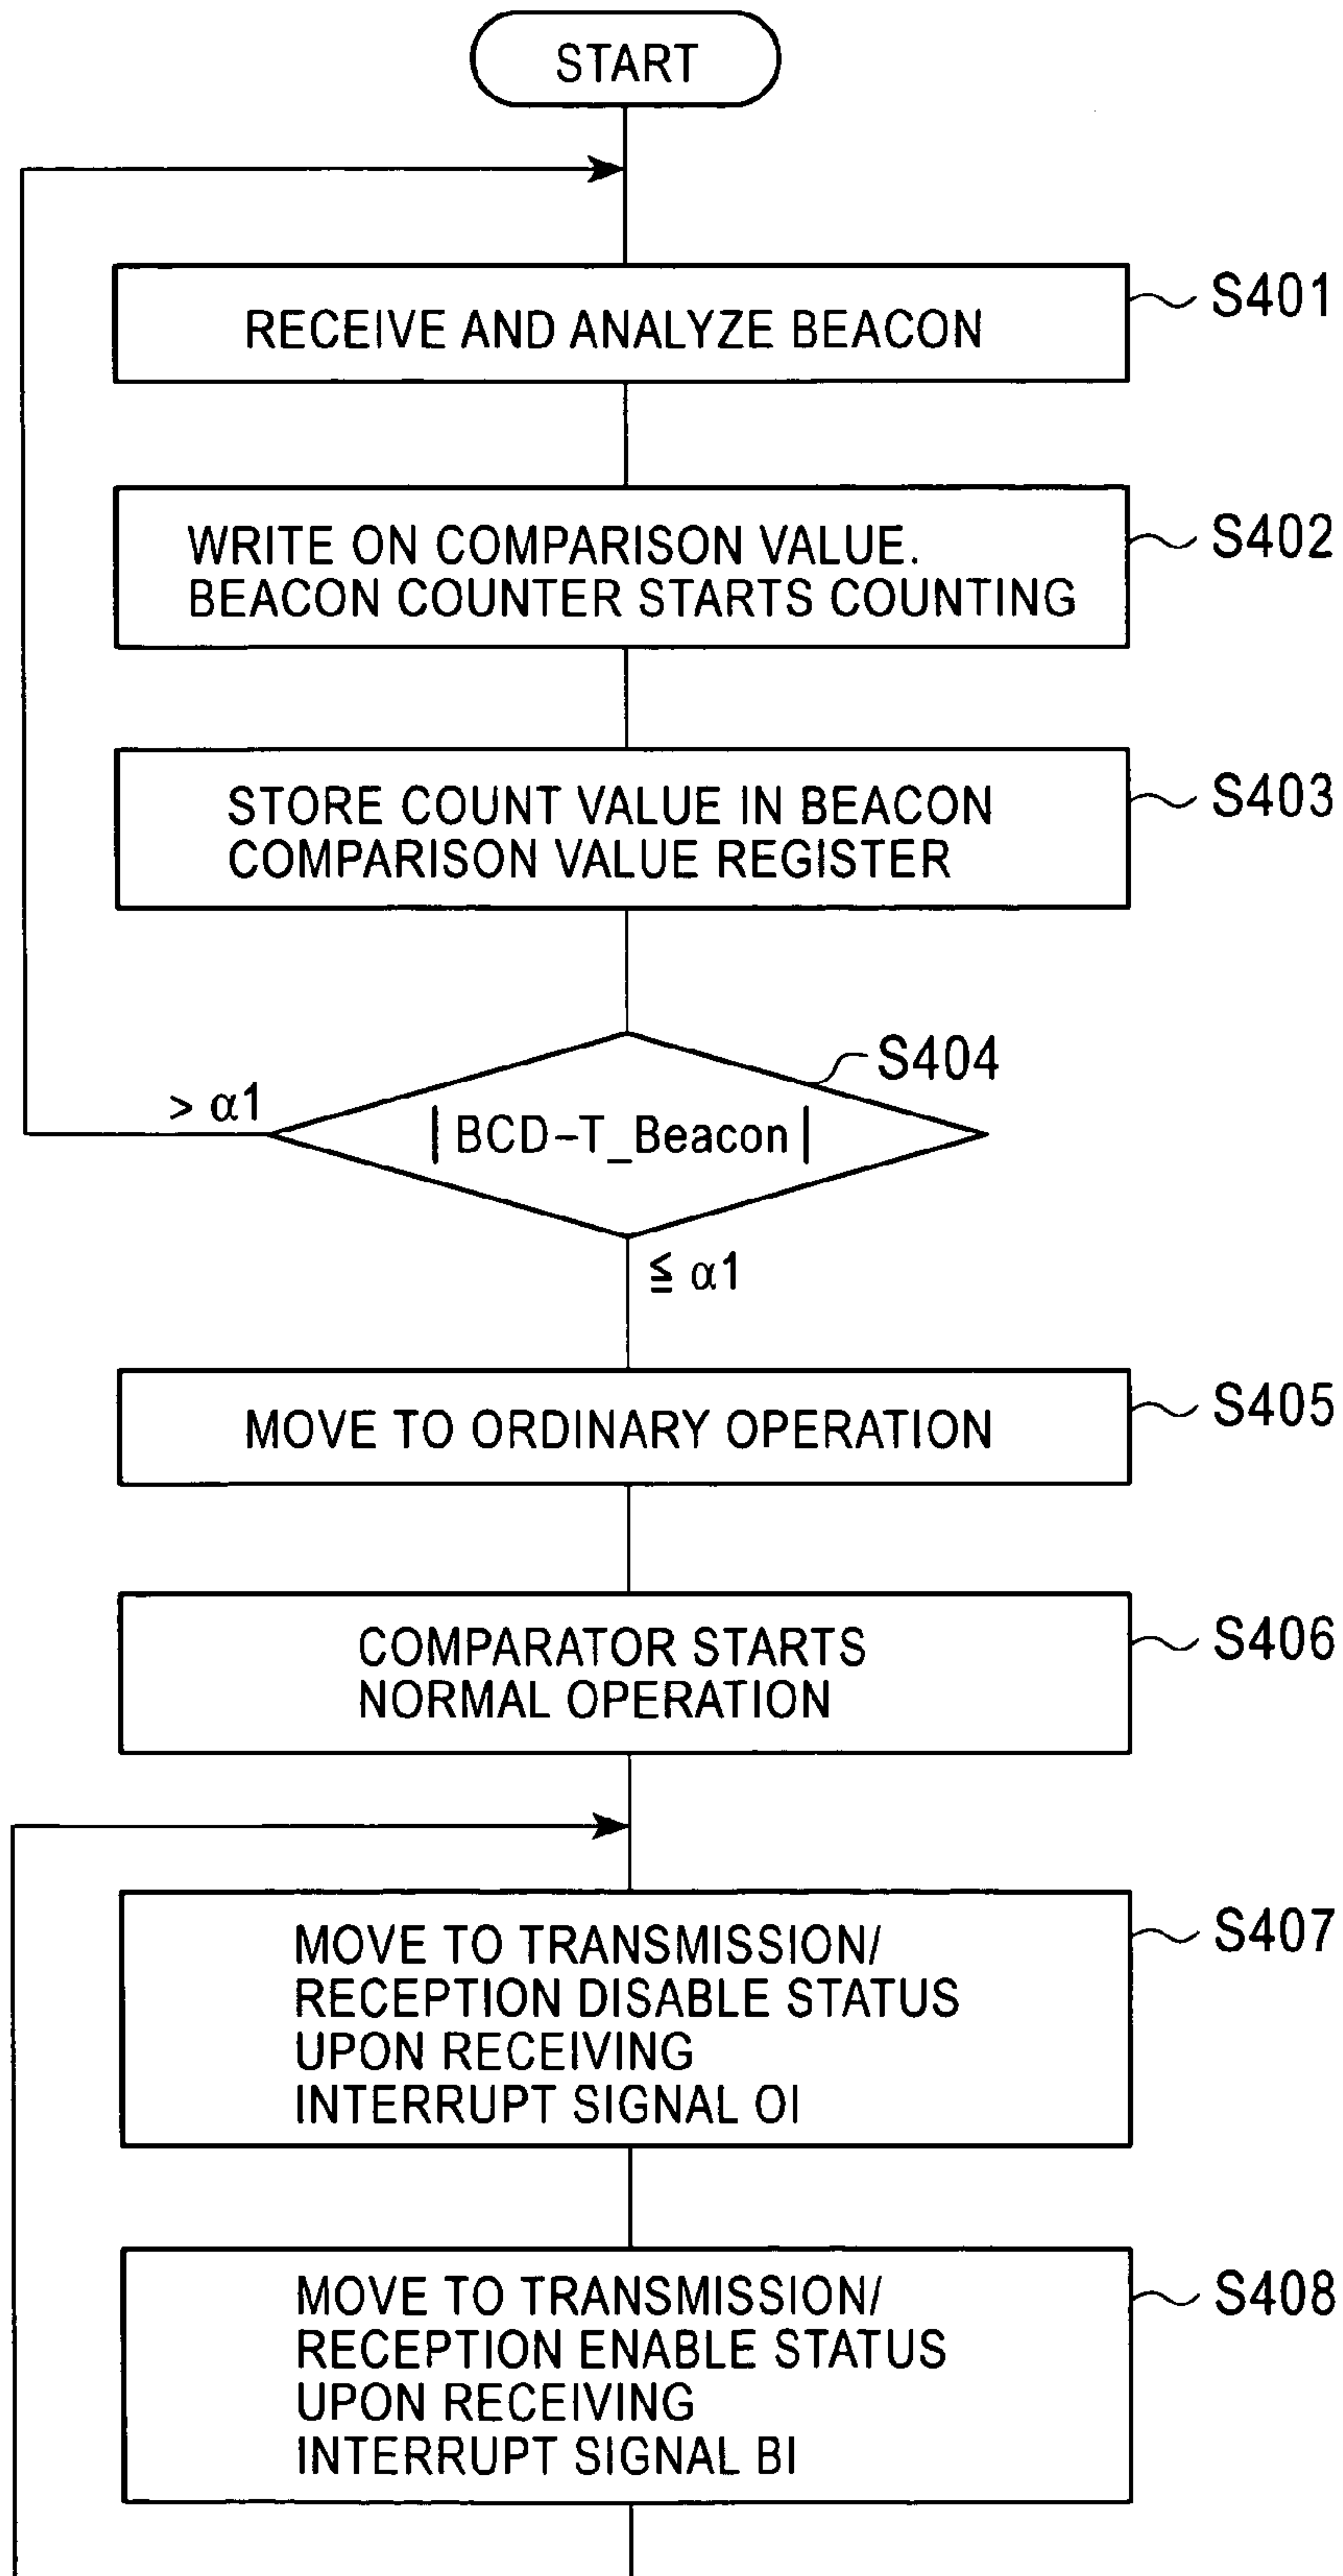 START
RECEIVE AND ANALYZE BEACON
S401
WRITE ON COMPARISON VALUE.
BEACON COUNTER STARTS COUNTING
S402
STORE COUNT VALUE IN BEACON
COMPARISON VALUE REGISTER
S403
S404
> α1
| BCD-T_Beacon |
≦ α1
MOVE TO ORDINARY OPERATION
S405
COMPARATOR STARTS
NORMAL OPERATION
S406
MOVE TO TRANSMISSION/
RECEPTION DISABLE STATUS
UPON RECEIVING
INTERRUPT SIGNAL OI
S407
MOVE TO TRANSMISSION/
RECEPTION ENABLE STATUS
UPON RECEIVING
INTERRUPT SIGNAL BI
S408